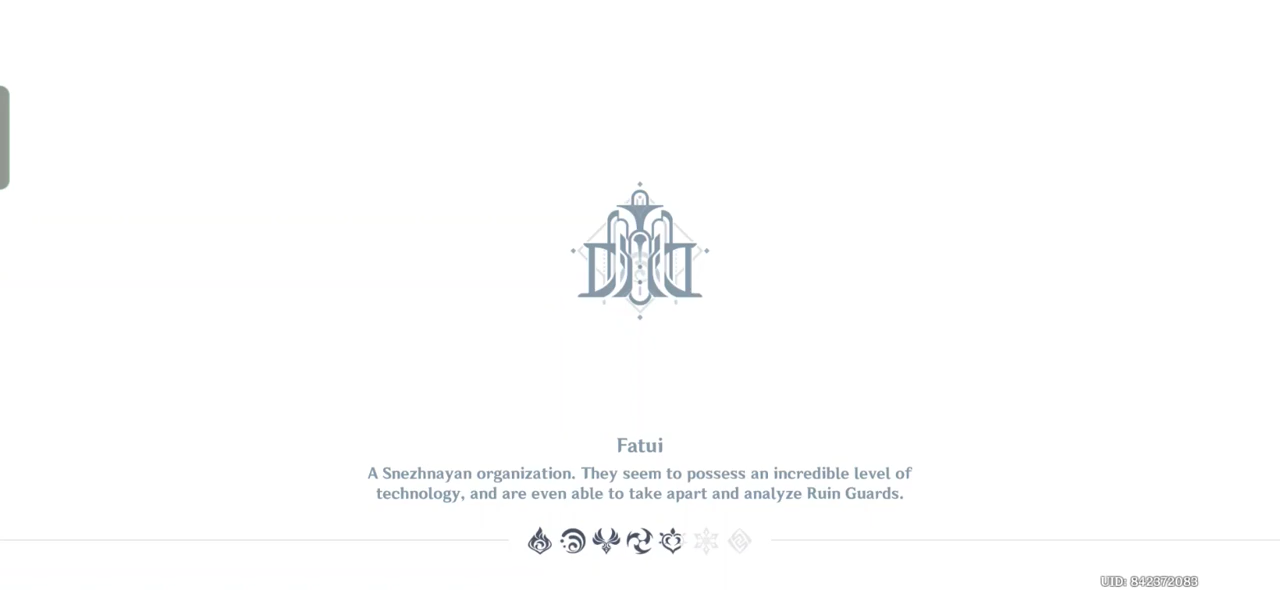 Fatui
A Snezhnayan organization. They seem to possess an incredible level of
technology, and are even able to take apart and analyze Ruin Guards.
UID: 842372083